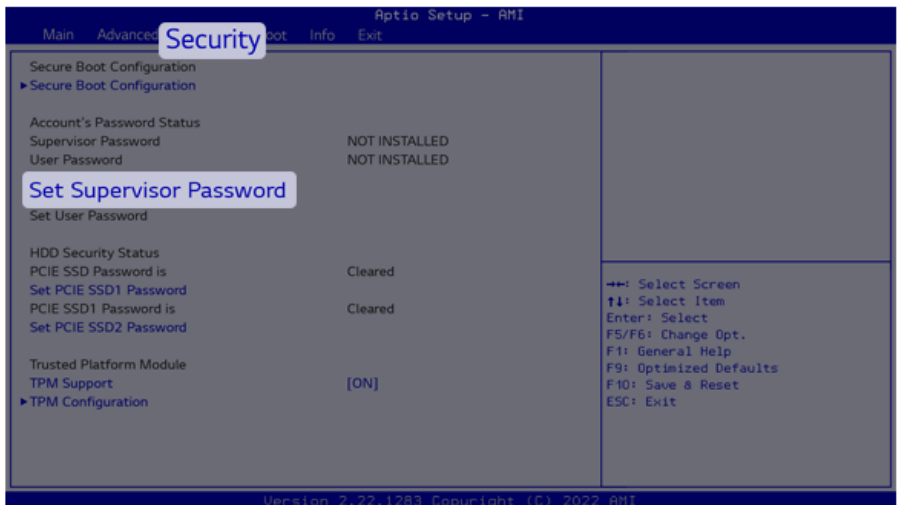 Aptio Setup - AMI
Main Advanced Security oot Info Exit
Secure Boot Configuration
►Secure Boot Configuration
Account's Password Status
Supervisor Password NOT INSTALLED
User Password NOT INSTALLED
Set Supervisor Password
Set User Password
HDD Security Status
PCIE SSD Password is Cleared
Set PCIE SSD1 Password
PCIE SSD1 Password is Cleared
Set PCIE SSD2 Password
Trusted Platform Module
TPM Support [ON]
►TPM Configuration
→←: Select Screen
↑↓: Select Item
Enter: Select
F5/F6: Change Opt.
F1: General Help
F9: Optimized Defaults
F10: Save & Reset
ESC: Exit
Version 2.22.1283 Copyright (C) 2022 AMI